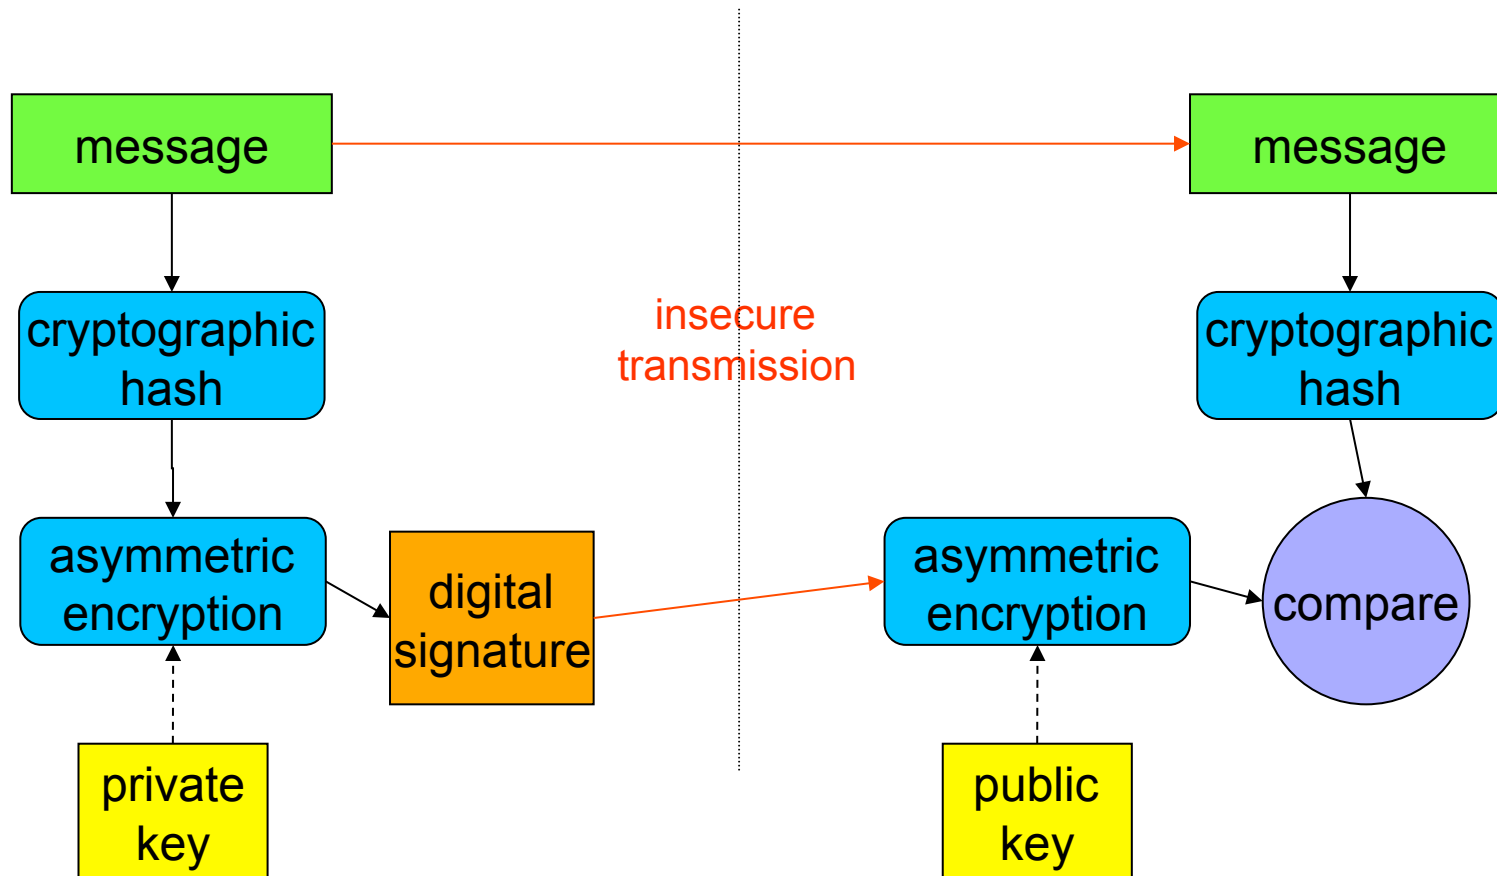 message
message
cryptographic
hash
insecure
transmission
cryptographic
hash
asymmetric
encryption
digital
signature
asymmetric
encryption
compare
private
key
public
key